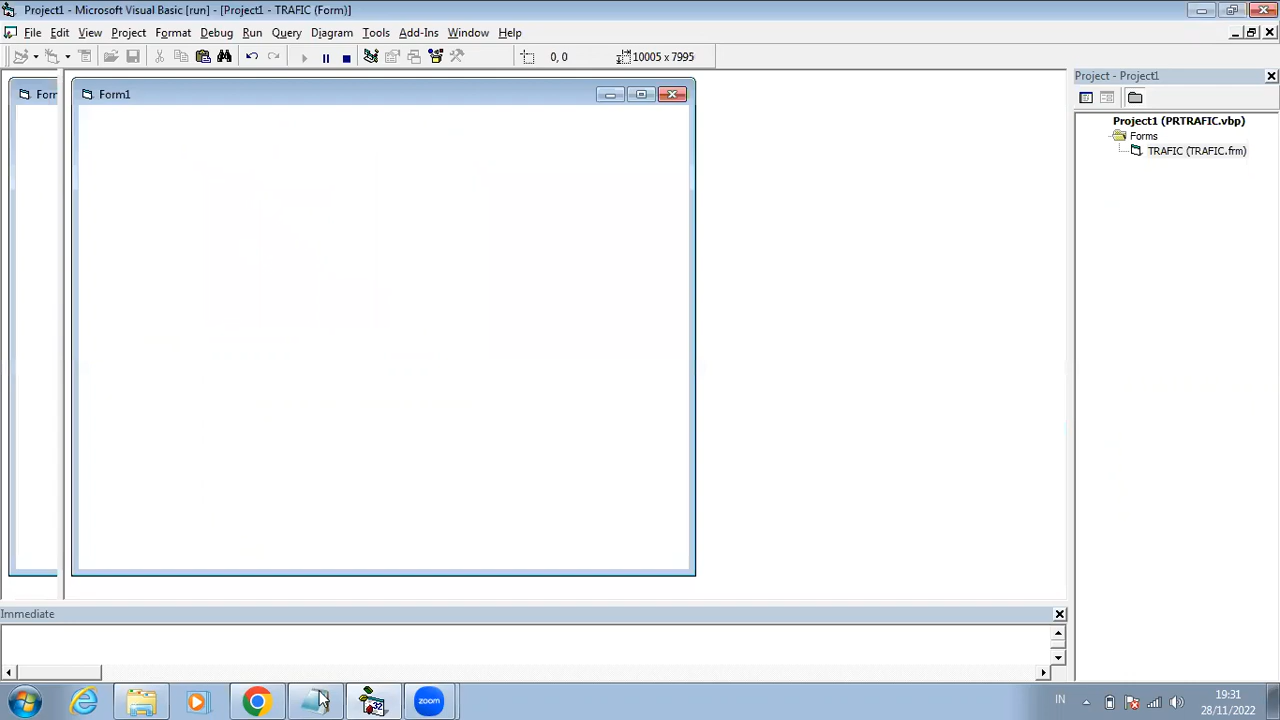 Project1 - Microsoft Visual Basic [run] - [Project1 - TRAFIC (Form)]
File Edit View Project Format Debug Run Query Diagram Tools Add-Ins Window Help
0, 0 10005 x 7995
Project - Project1
Form
Form1
Project1 (PRTRAFIC.vbp)
Forms
TRAFIC (TRAFIC.frm)
Immediate
32
zoom
IN
19:31
28/11/2022